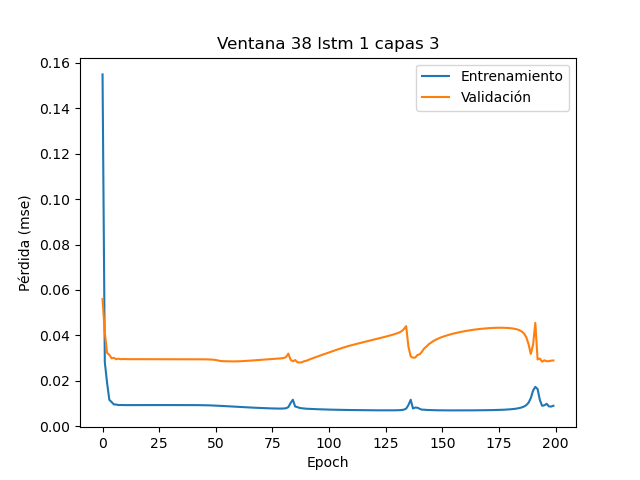 Ventana 38 lstm 1 capas 3
Entrenamiento
Validación
Pérdida (mse)
0.16
0.14
0.12
0.10
0.08
0.06
0.04
0.02
0.00
0 25 50 75 100 125 150 175 200
Epoch